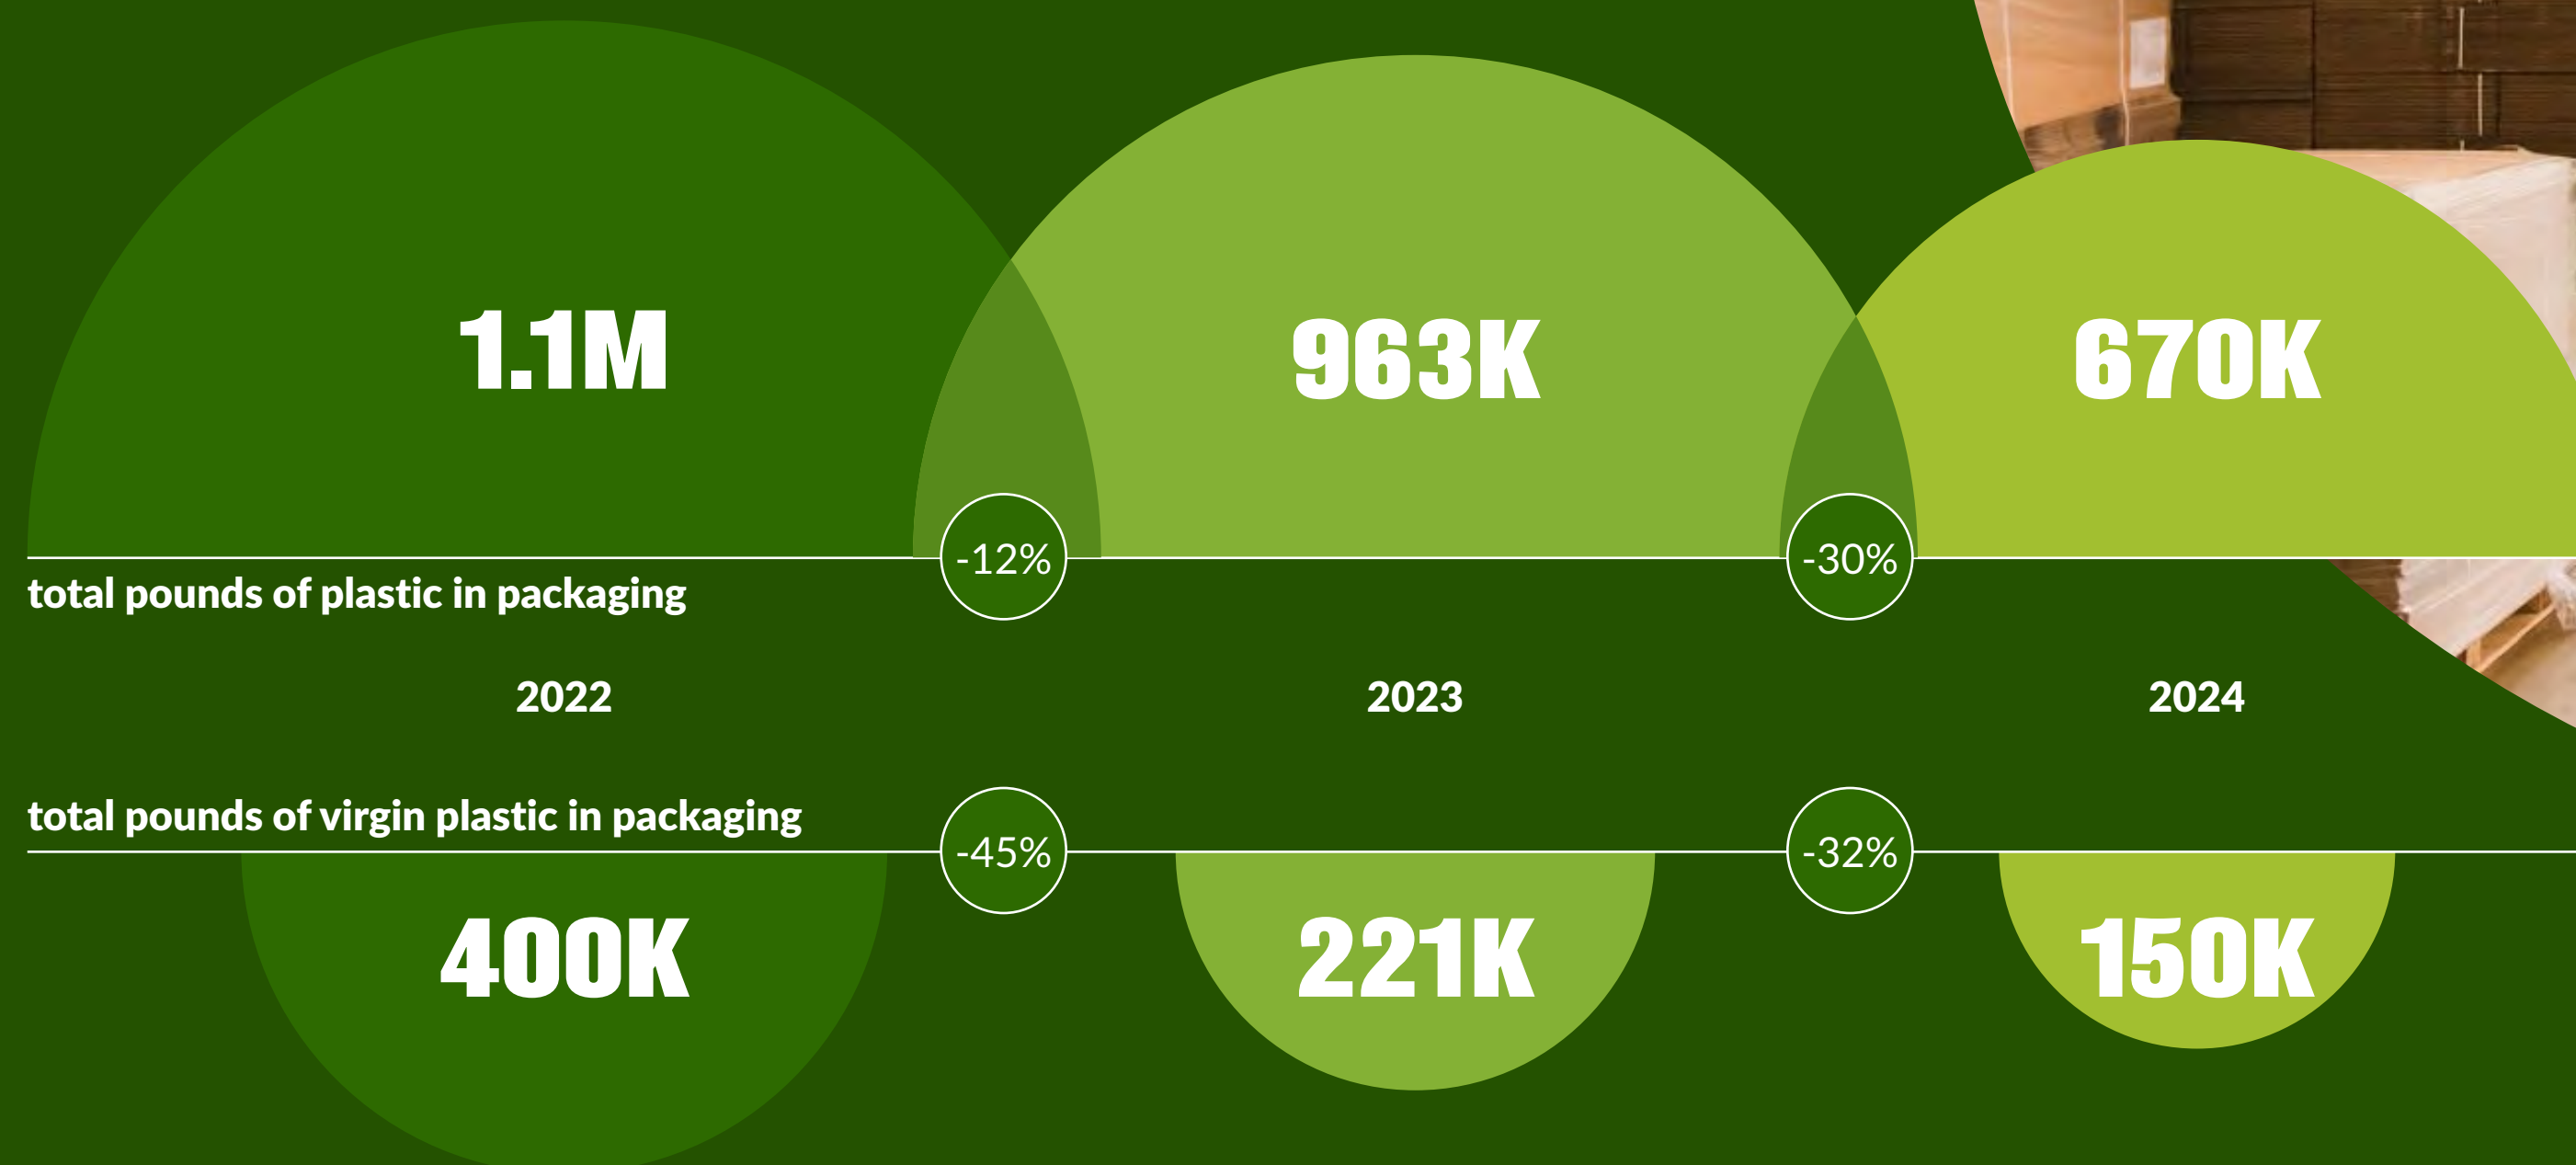 1.1M
963K
670K
-12%
-30%
total pounds of plastic in packaging
2022
2023
2024
total pounds of virgin plastic in packaging
-45%
-32%
400K
221K
150K